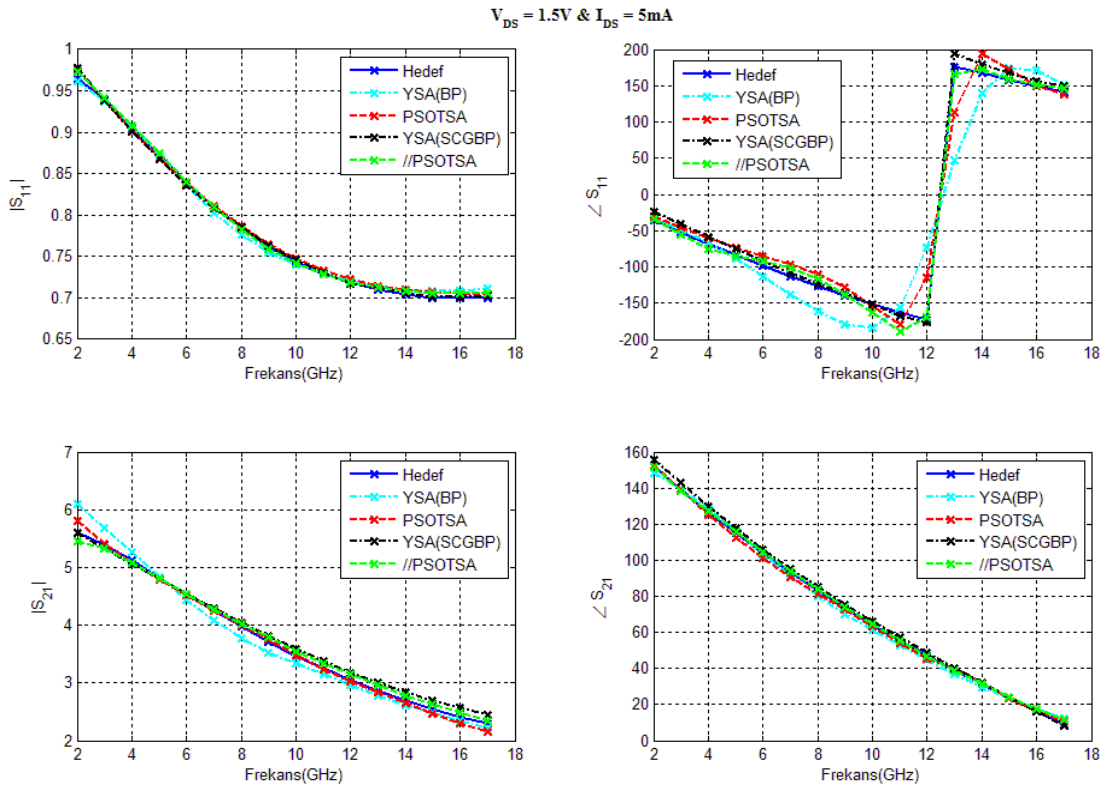 V_DS = 1.5V & I_DS = 5mA
1
0.95
0.9
0.85
0.8
0.75
0.7
0.65
|S11|
2 4 6 8 10 12 14 16 18
Frekans(GHz)
Hedef
YSA(BP)
PSOTSA
YSA(SCGBP)
//PSOTSA
200
150
100
50
0
-50
-100
-150
-200
∠ S11
2 4 6 8 10 12 14 16 18
Frekans(GHz)
Hedef
YSA(BP)
PSOTSA
YSA(SCGBP)
//PSOTSA
7
6
5
4
3
2
|S21|
2 4 6 8 10 12 14 16 18
Frekans(GHz)
Hedef
YSA(BP)
PSOTSA
YSA(SCGBP)
//PSOTSA
160
140
120
100
80
60
40
20
0
∠ S21
2 4 6 8 10 12 14 16 18
Frekans(GHz)
Hedef
YSA(BP)
PSOTSA
YSA(SCGBP)
//PSOTSA